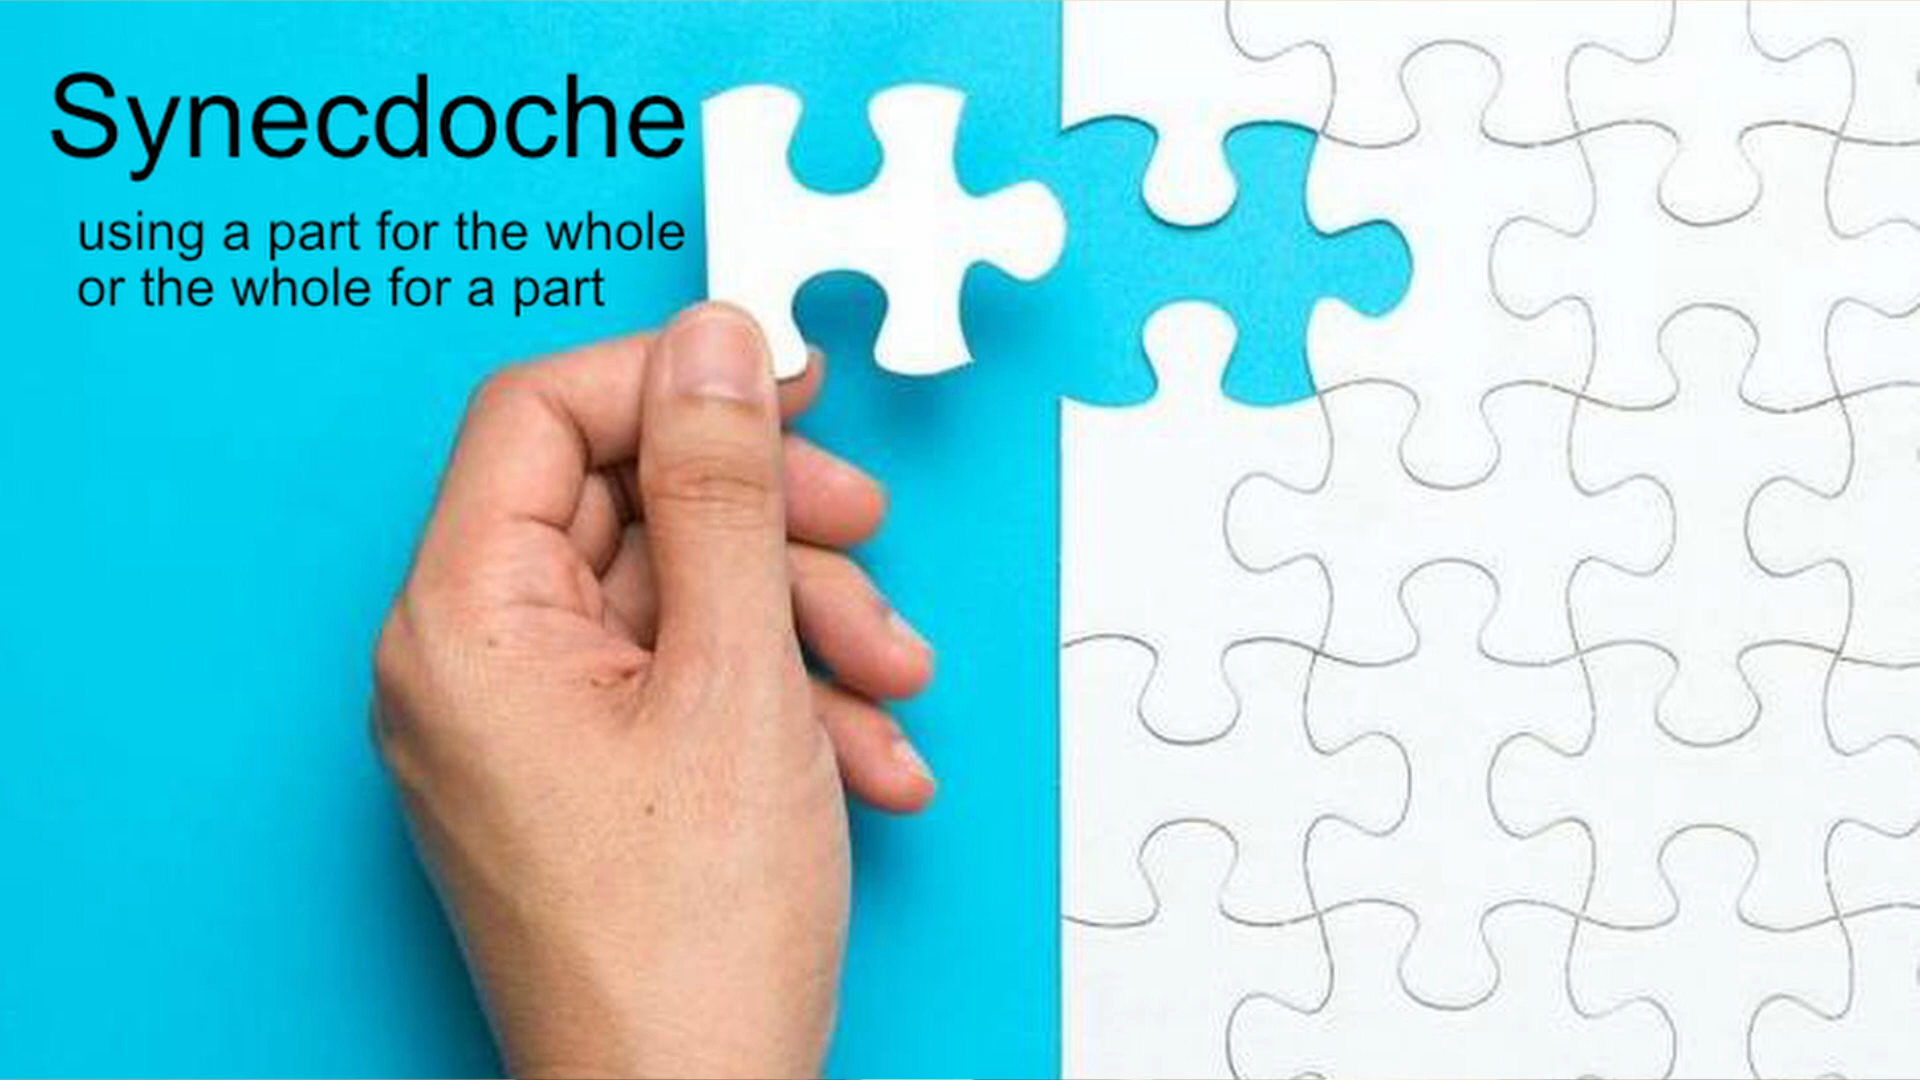 Synecdoche
using a part for the whole
or the whole for a part